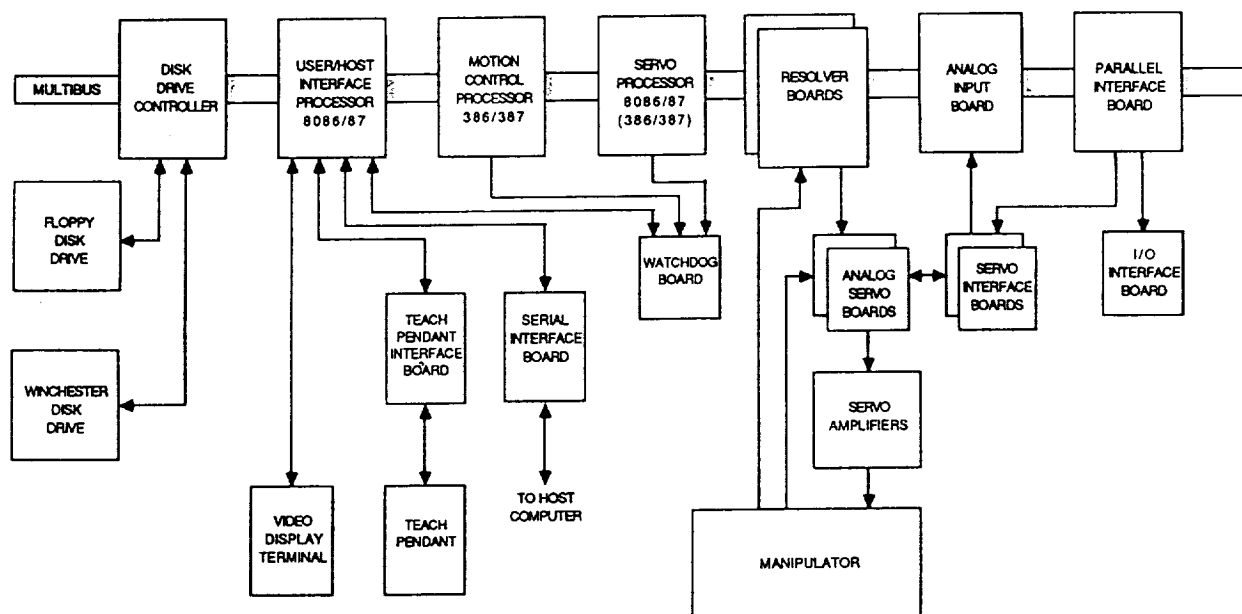 MULTIBUS
DISK
DRIVE
CONTROLLER
USER/HOST
INTERFACE
PROCESSOR
8086/87
MOTION
CONTROL
PROCESSOR
386/387
SERVO
PROCESSOR
8086/87
(386/387)
RESOLVER
BOARDS
ANALOG
INPUT
BOARD
PARALLEL
INTERFACE
BOARD
FLOPPY
DISK
DRIVE
WATCHDOG
BOARD
ANALOG
SERVO
BOARDS
SERVO
INTERFACE
BOARDS
I/O
INTERFACE
BOARD
TEACH
PENDANT
INTERFACE
BOARD
SERIAL
INTERFACE
BOARD
WINCHESTER
DISK
DRIVE
SERVO
AMPLIFIERS
VIDEO
DISPLAY
TERMINAL
TEACH
PENDANT
TO HOST
COMPUTER
MANIPULATOR